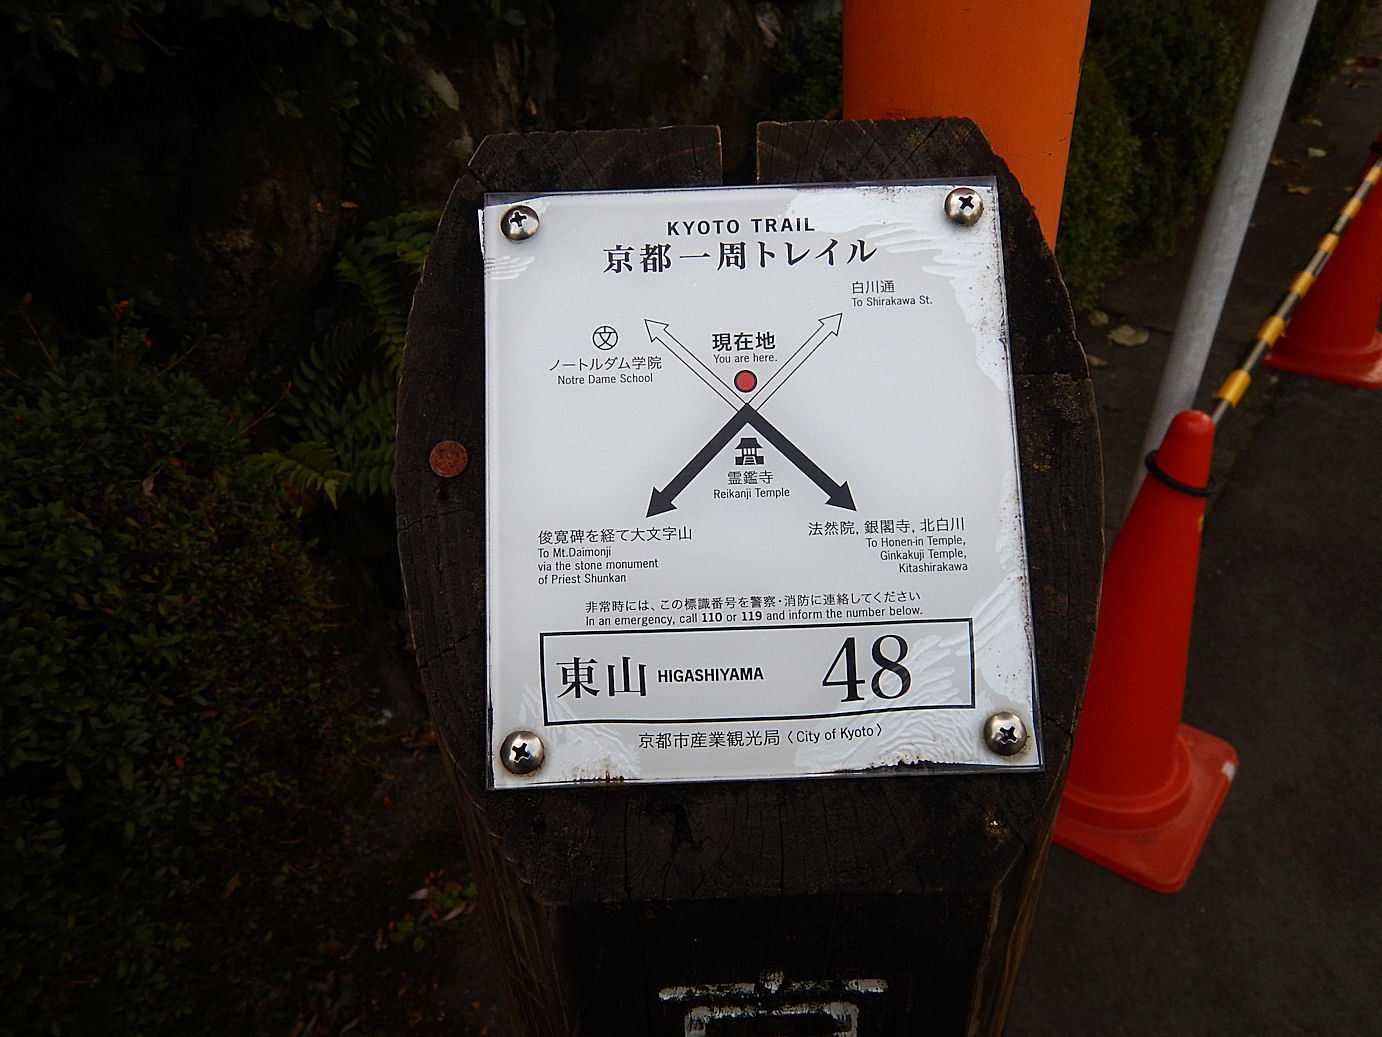 KYOTO TRAIL
京都一周トレイル
白川通
To Shirakawa St.
文
ノートルダム学院
Notre Dame School
現在地
You are here.
霊鑑寺
Reikanji Temple
俊寛碑を経て大文字山
To Mt.Daimonji
via the stone monument
of Priest Shunkan
法然院, 銀閣寺, 北白川
To Honen-in Temple,
Ginkakuji Temple,
Kitashirakawa
非常時には、この標識番号を警察・消防に連絡してください
In an emergency, call 110 or 119 and inform the number below.
東山 HIGASHIYAMA 48
京都市産業観光局〈City of Kyoto〉